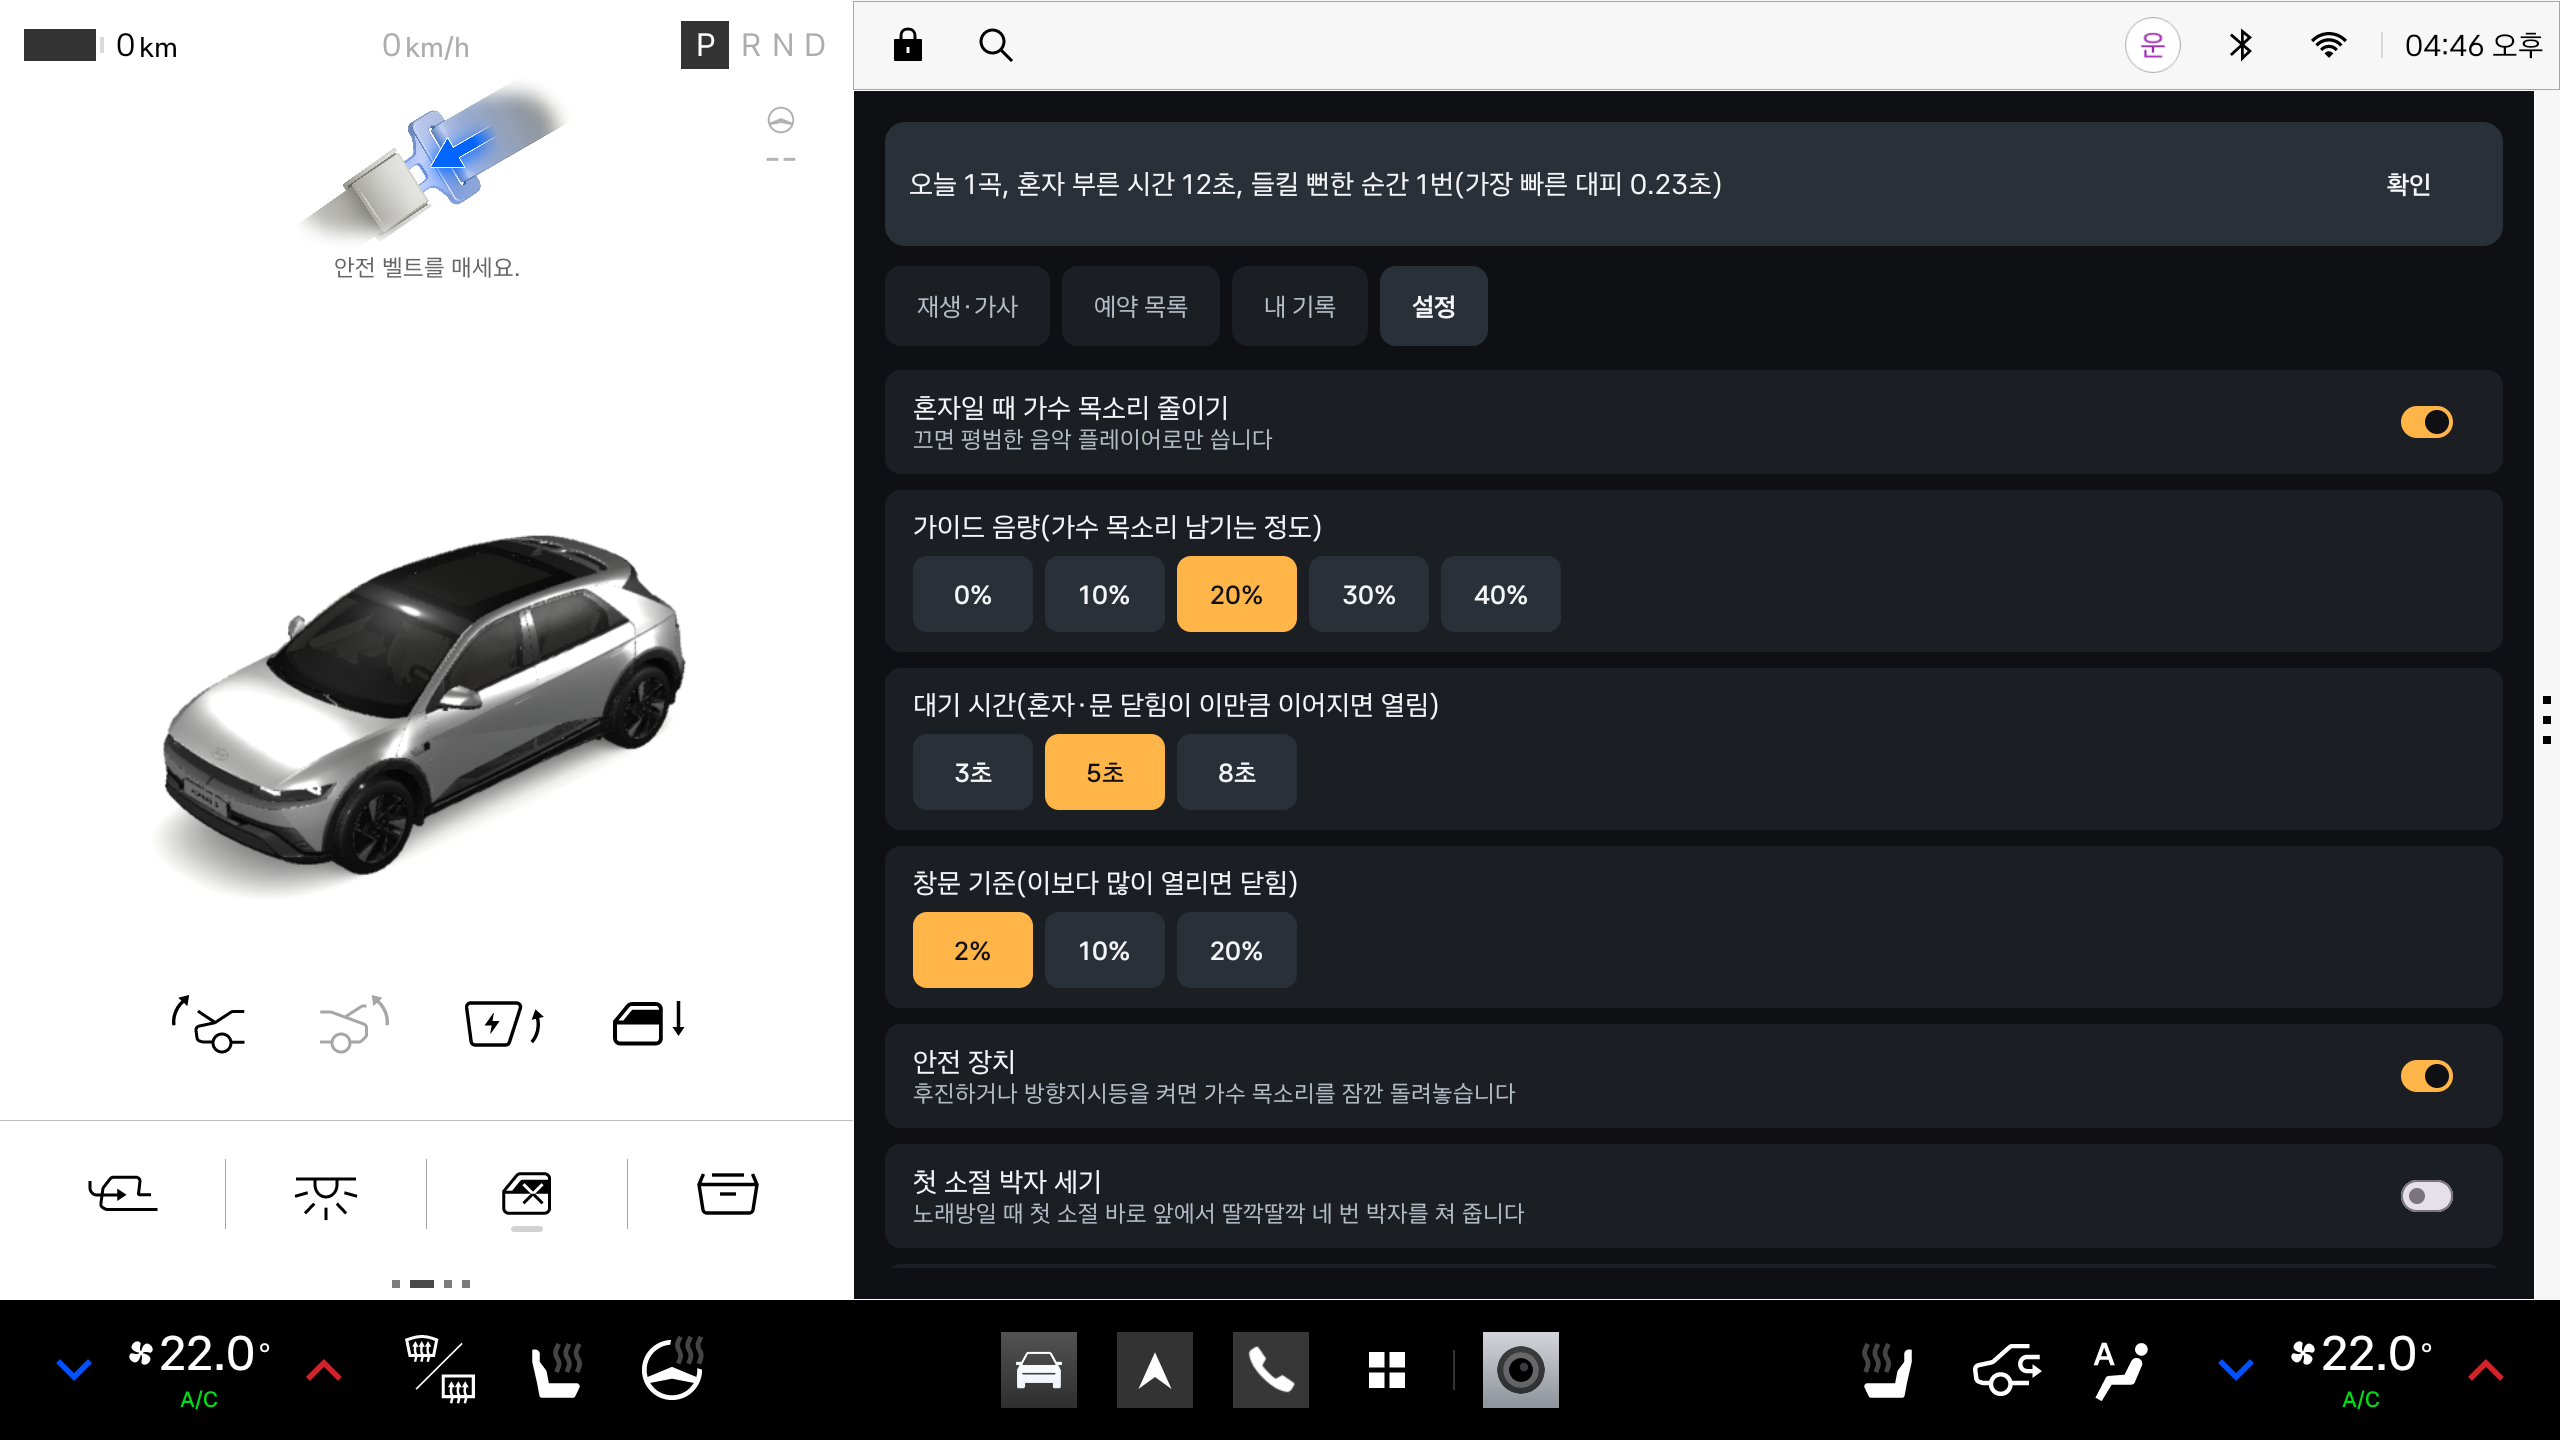 0 km
0 km/h
P R N D
운
04:46 오후
안전 벨트를 매세요.
오늘 1곡, 혼자 부른 시간 12초, 들킬 뻔한 순간 1번(가장 빠른 대피 0.23초)
확인
재생·가사
예약 목록
내 기록
설정
혼자일 때 가수 목소리 줄이기
끄면 평범한 음악 플레이어로만 씁니다
가이드 음량(가수 목소리 남기는 정도)
0% 10% 20% 30% 40%
대기 시간(혼자·문 닫힘이 이만큼 이어지면 열림)
3초 5초 8초
창문 기준(이보다 많이 열리면 닫힘)
2% 10% 20%
안전 장치
후진하거나 방향지시등을 켜면 가수 목소리를 잠깐 돌려놓습니다
첫 소절 박자 세기
노래방일 때 첫 소절 바로 앞에서 딸깍딸깍 네 번 박자를 쳐 줍니다
22.0°
A/C
A
22.0°
A/C